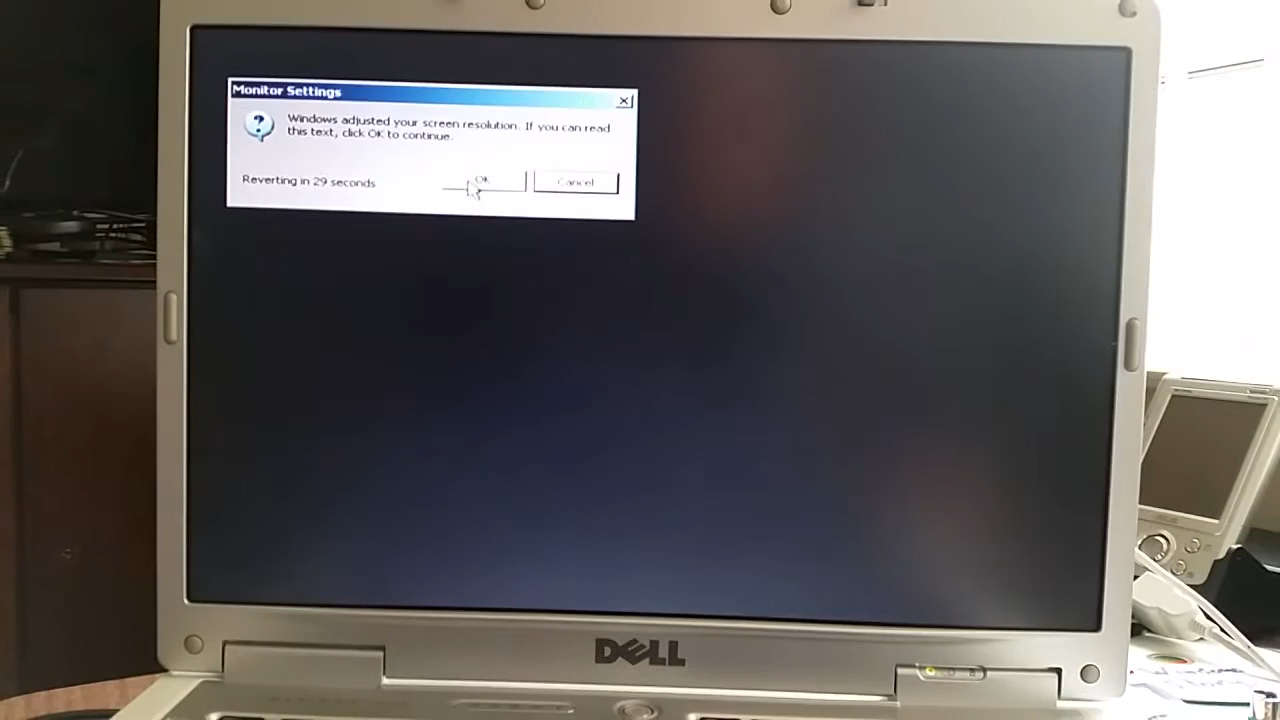 Monitor Settings
Windows adjusted your screen resolution. If you can read
this text, click OK to continue.
Reverting in 29 seconds
OK
Cancel
DELL